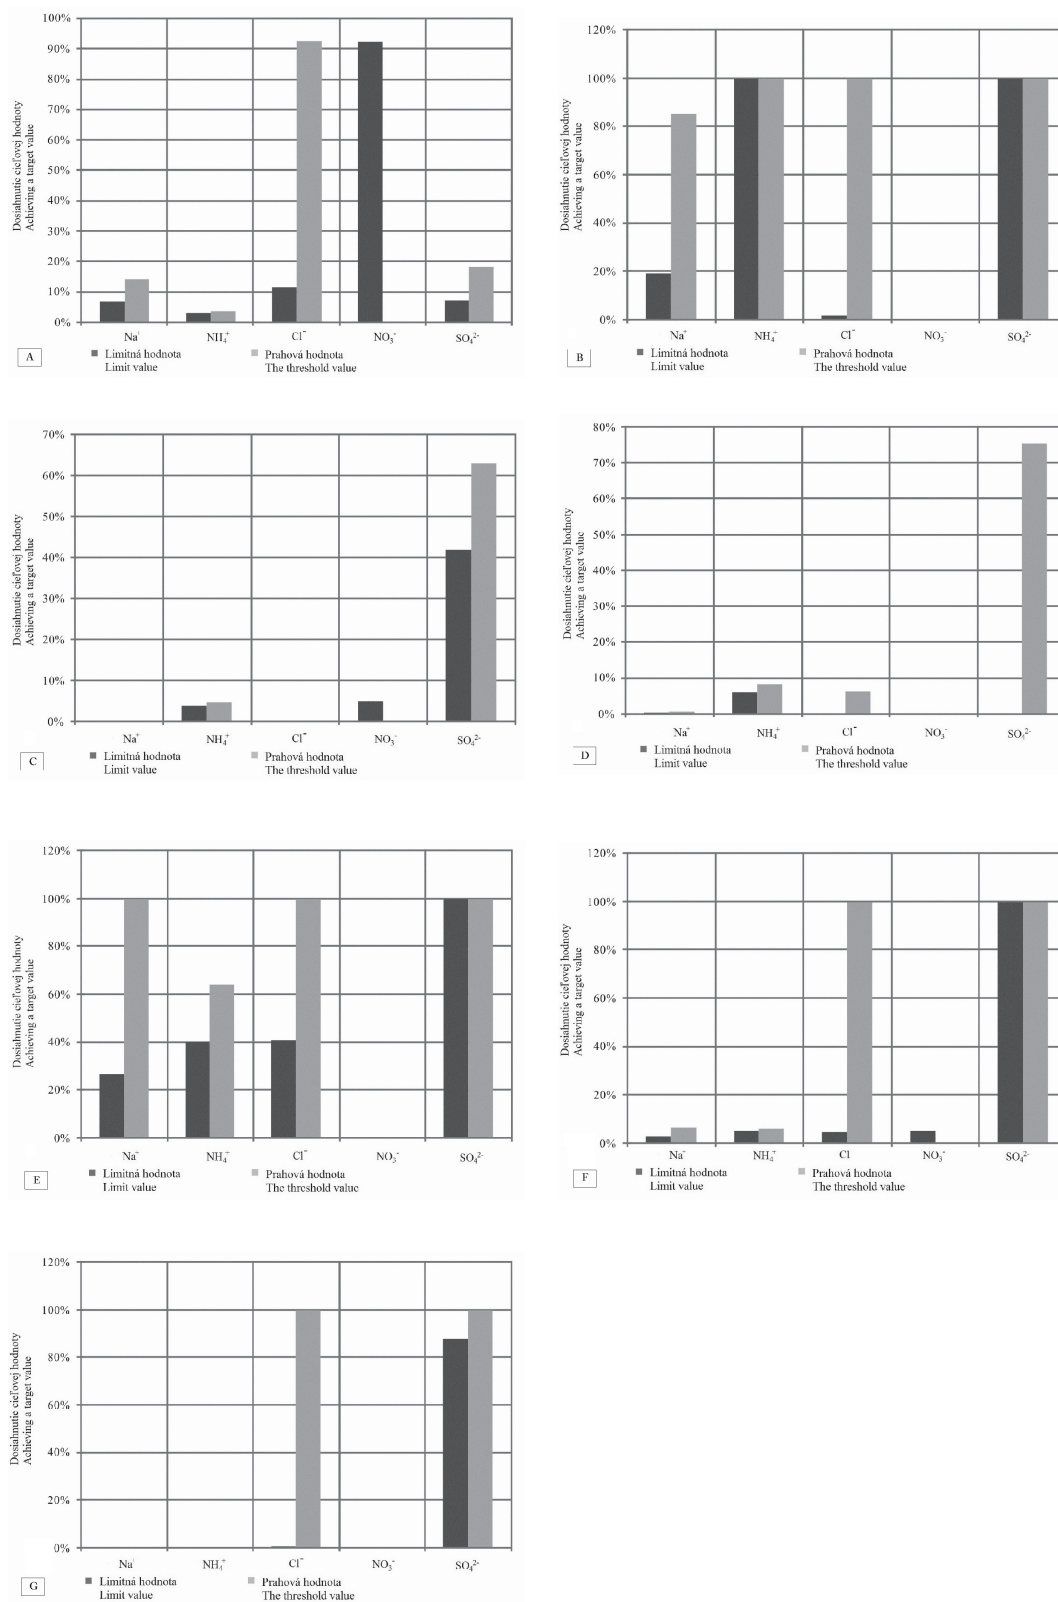 Dosiahnutie cieľovej hodnoty
Achieving a target value
100%
90%
80%
70%
60%
50%
40%
30%
20%
10%
0%
Na⁺ NH₄⁺ Cl⁻ NO₃⁻ SO₄²⁻
A
Limitná hodnota Prahová hodnota
Limit value The threshold value
Dosiahnutie cieľovej hodnoty
Achieving a target value
120%
100%
80%
60%
40%
20%
0%
Na⁺ NH₄⁺ Cl⁻ NO₃⁻ SO₄²⁻
B
Limitná hodnota Prahová hodnota
Limit value The threshold value
Dosiahnutie cieľovej hodnoty
Achieving a target value
70%
60%
50%
40%
30%
20%
10%
0%
Na⁺ NH₄⁺ Cl⁻ NO₃⁻ SO₄²⁻
C
Limitná hodnota Prahová hodnota
Limit value The threshold value
Dosiahnutie cieľovej hodnoty
Achieving a target value
80%
70%
60%
50%
40%
30%
20%
10%
0%
Na⁺ NH₄⁺ Cl⁻ NO₃⁻ SO₄²⁻
D
Limitná hodnota Prahová hodnota
Limit value The threshold value
Dosiahnutie cieľovej hodnoty
Achieving a target value
120%
100%
80%
60%
40%
20%
0%
Na⁺ NH₄⁺ Cl⁻ NO₃⁻ SO₄²⁻
E
Limitná hodnota Prahová hodnota
Limit value The threshold value
Dosiahnutie cieľovej hodnoty
Achieving a target value
120%
100%
80%
60%
40%
20%
0%
Na⁻ NH₄⁺ Cl NO₃⁻ SO₄²⁻
F
Limitná hodnota Prahová hodnota
Limit value The threshold value
Dosiahnutie cieľovej hodnoty
Achieving a target value
120%
100%
80%
60%
40%
20%
0%
Na⁺ NH₄⁺ Cl⁻ NO₃⁻ SO₄²⁻
G
Limitná hodnota Prahová hodnota
Limit value The threshold value